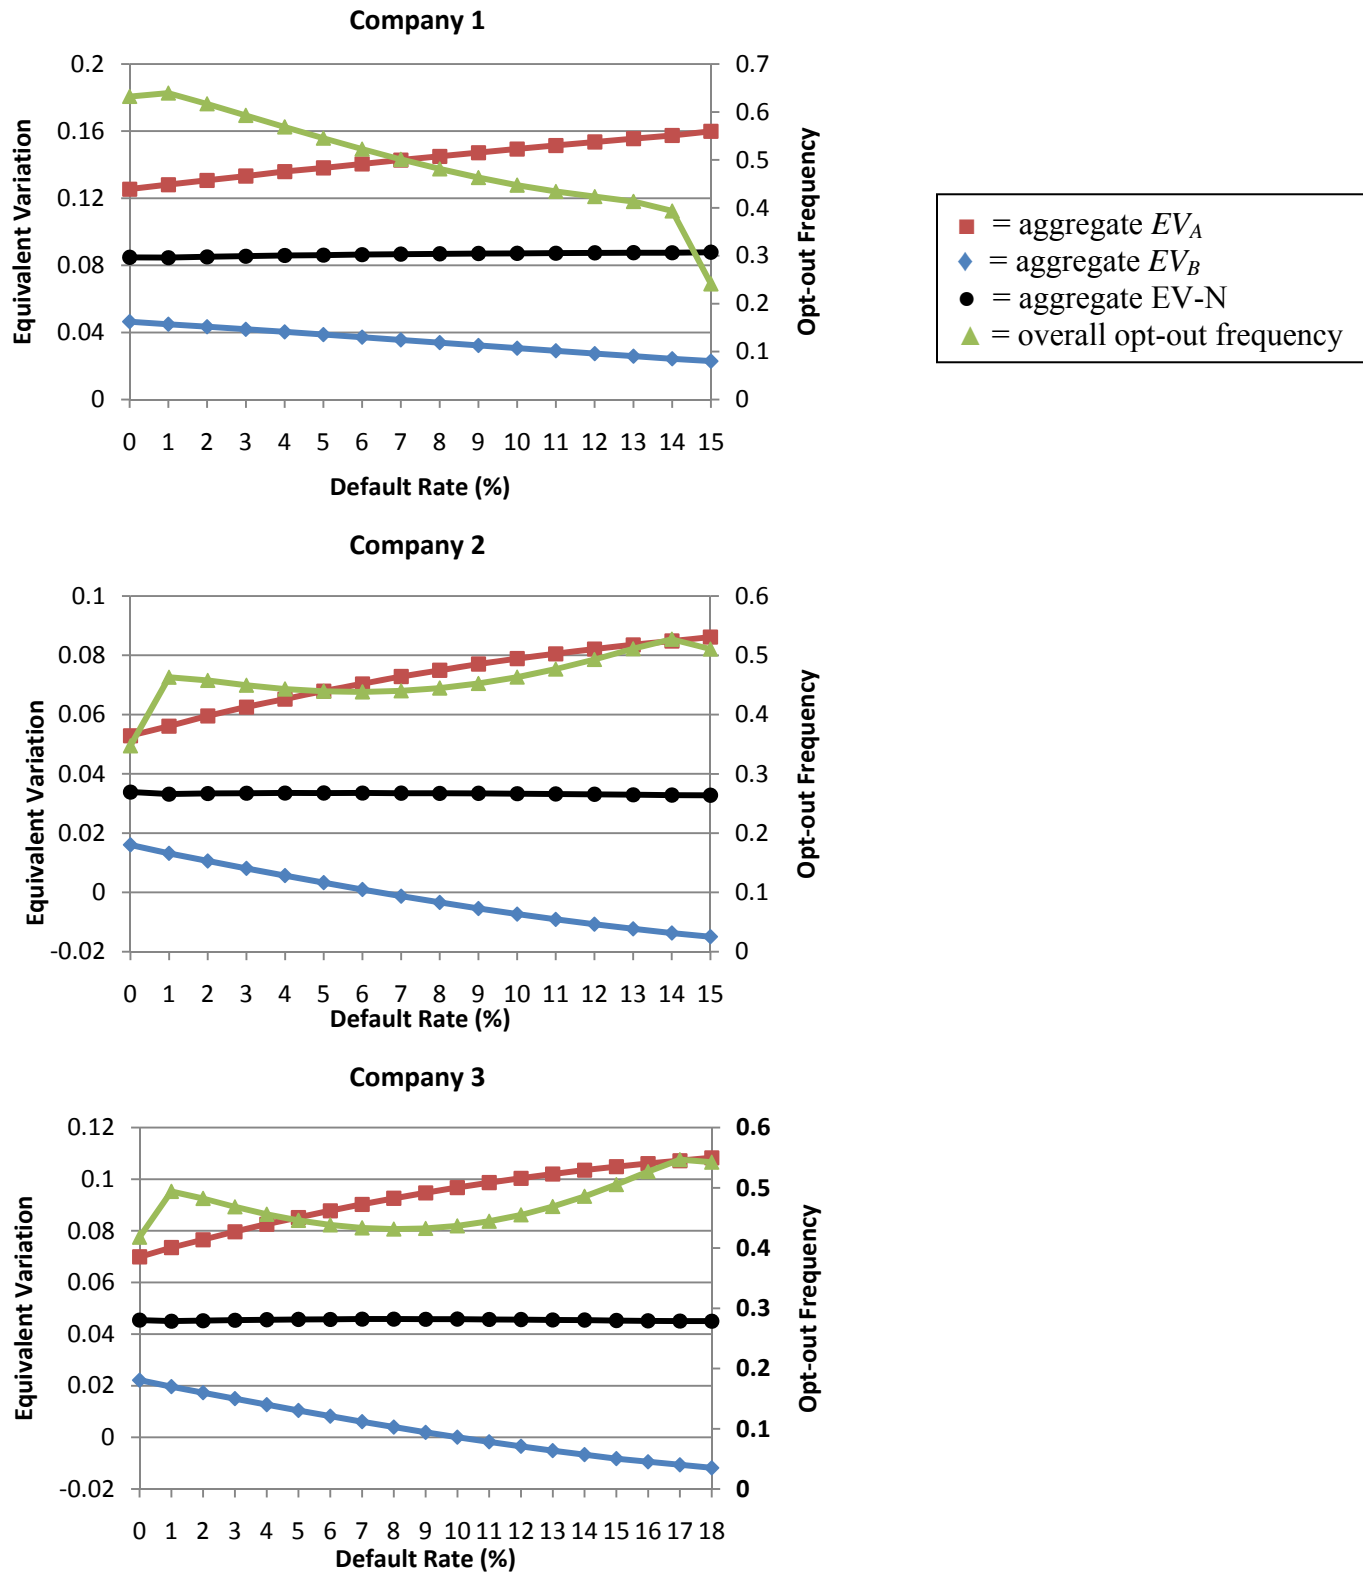 Company 1
Equivalent Variation
0.2
0.16
0.12
0.08
0.04
0
0.7
0.6
0.5
0.4
0.3
0.2
0.1
0
Opt-out Frequency
0 1 2 3 4 5 6 7 8 9 10 11 12 13 14 15
Default Rate (%)
= aggregate EV_A
= aggregate EV_B
= aggregate EV-N
= overall opt-out frequency
Company 2
Equivalent Variation
0.1
0.08
0.06
0.04
0.02
0
-0.02
0.6
0.5
0.4
0.3
0.2
0.1
0
Opt-out Frequency
0 1 2 3 4 5 6 7 8 9 10 11 12 13 14 15
Default Rate (%)
Company 3
Equivalent Variation
0.12
0.1
0.08
0.06
0.04
0.02
0
-0.02
0.6
0.5
0.4
0.3
0.2
0.1
0
Opt-out Frequency
0 1 2 3 4 5 6 7 8 9 10 11 12 13 14 15 16 17 18
Default Rate (%)